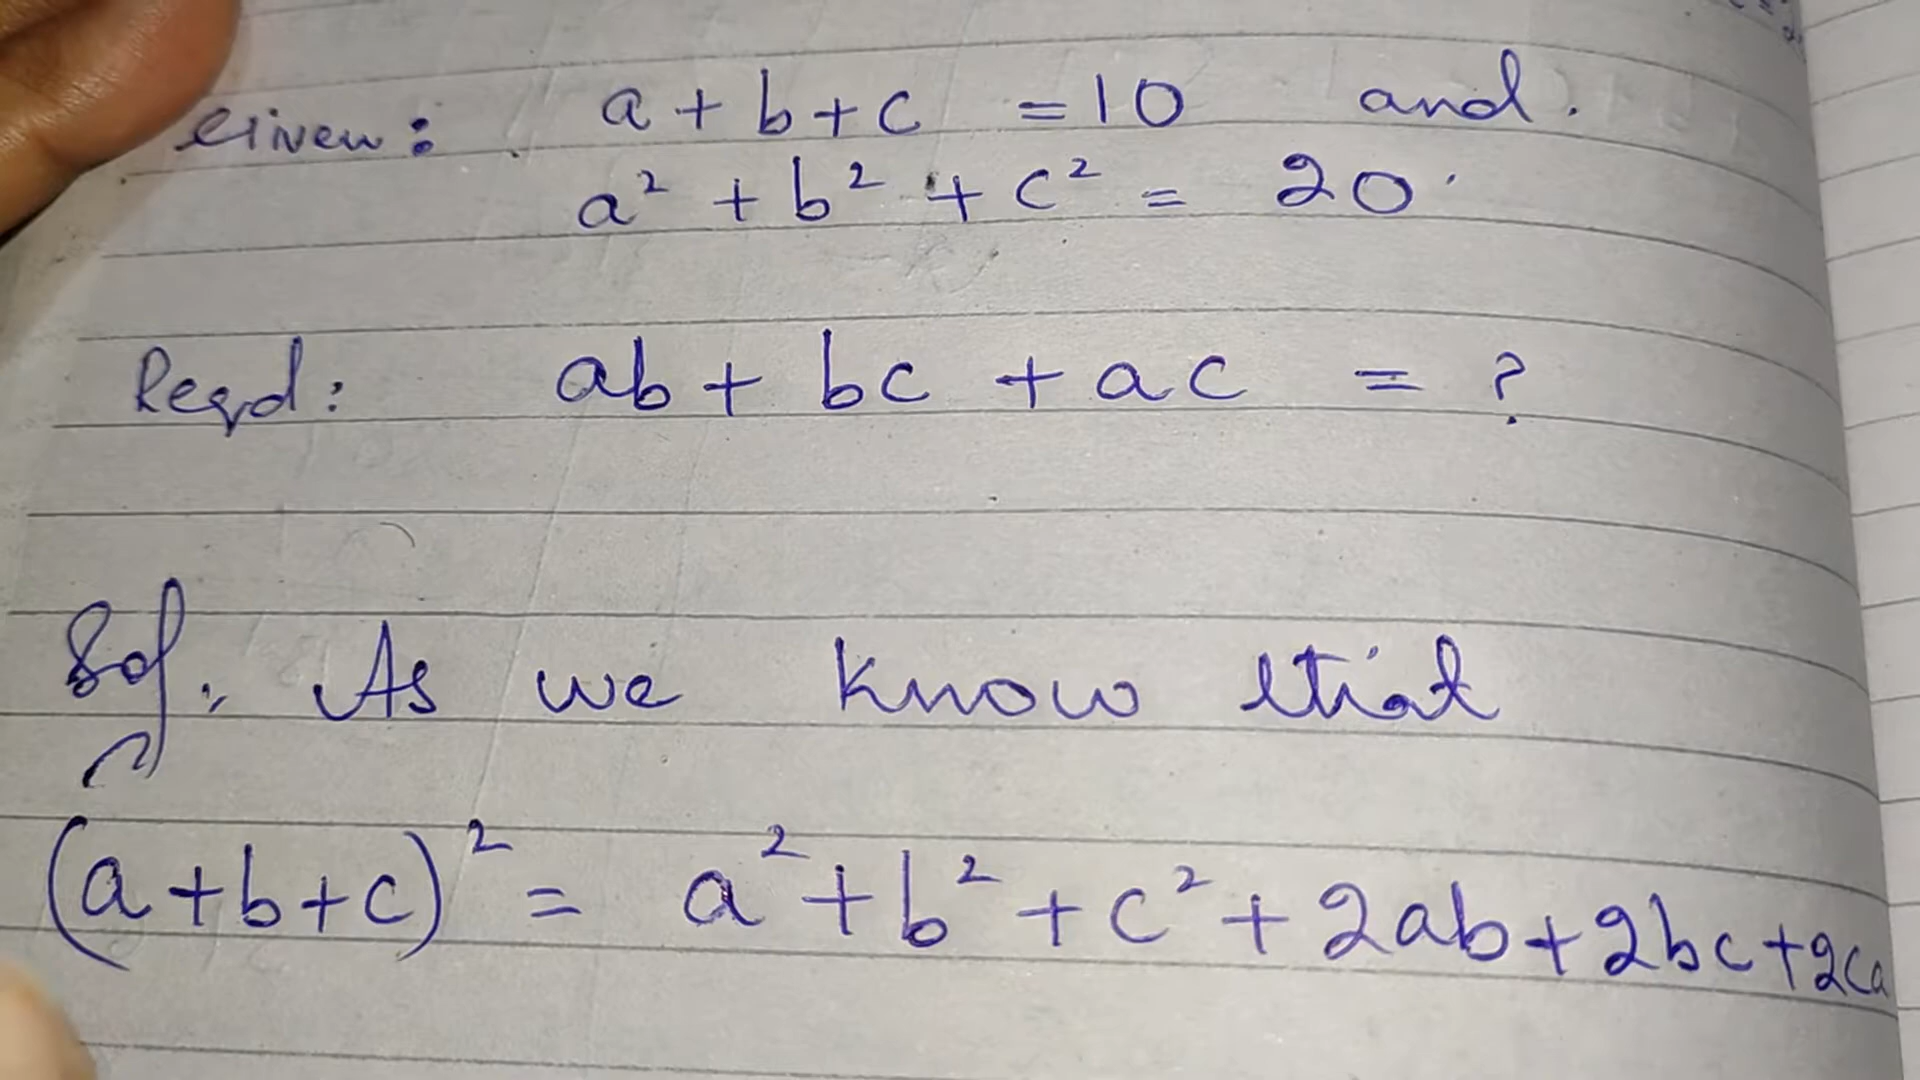 Given: a + b + c = 10 and.
a² + b² + c² = 20
Reqd: ab + bc + ac = ?
Sol. As we know that
(a+b+c)² = a² + b² + c² + 2ab + 2bc + 2ca